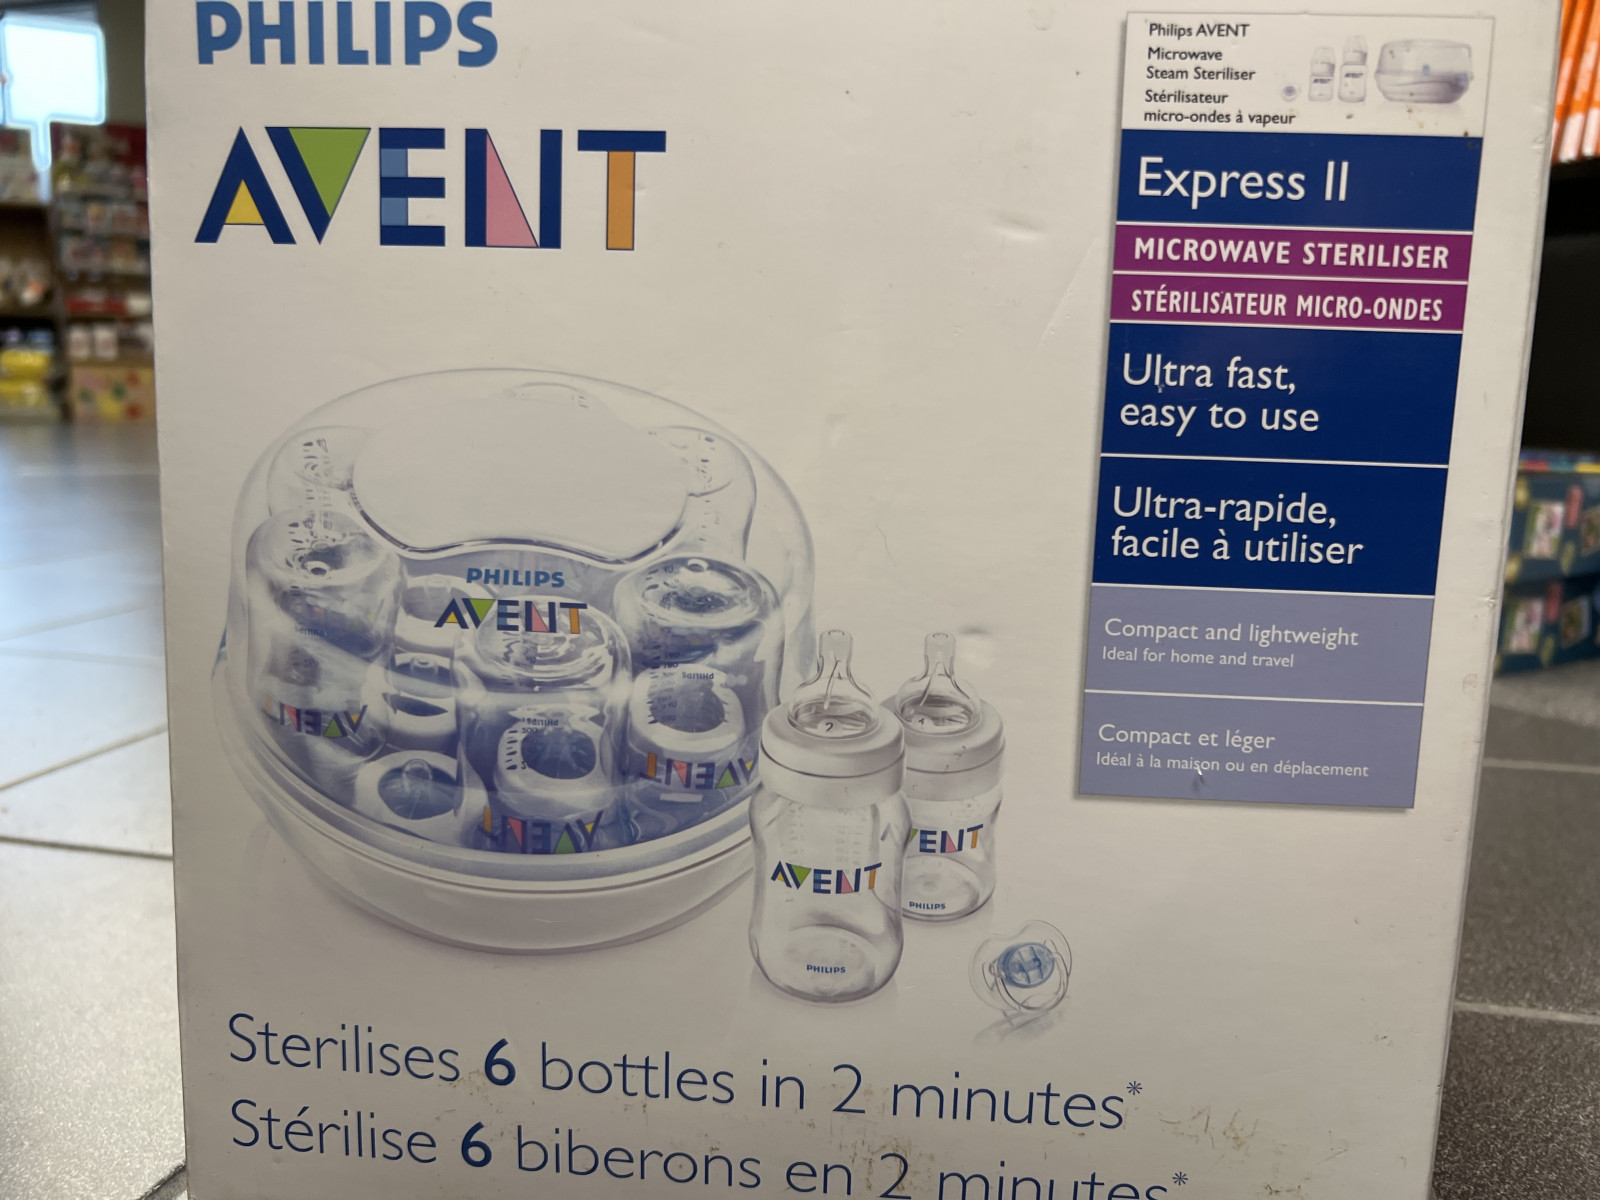 PHILIPS
AVENT
Philips AVENT
Microwave
Steam Steriliser
Stérilisateur
micro-ondes à vapeur
Express II
MICROWAVE STERILISER
STÉRILISATEUR MICRO-ONDES
Ultra fast,
easy to use
Ultra-rapide,
facile à utiliser
Compact and lightweight
Ideal for home and travel
Compact et léger
Idéal à la maison ou en déplacement
PHILIPS
AVENT
AVENT
AVENT
AVENT
AVENT
PHILIPS
AVENT
PHILIPS
Sterilises 6 bottles in 2 minutes*
Stérilise 6 biberons en 2 minutes*